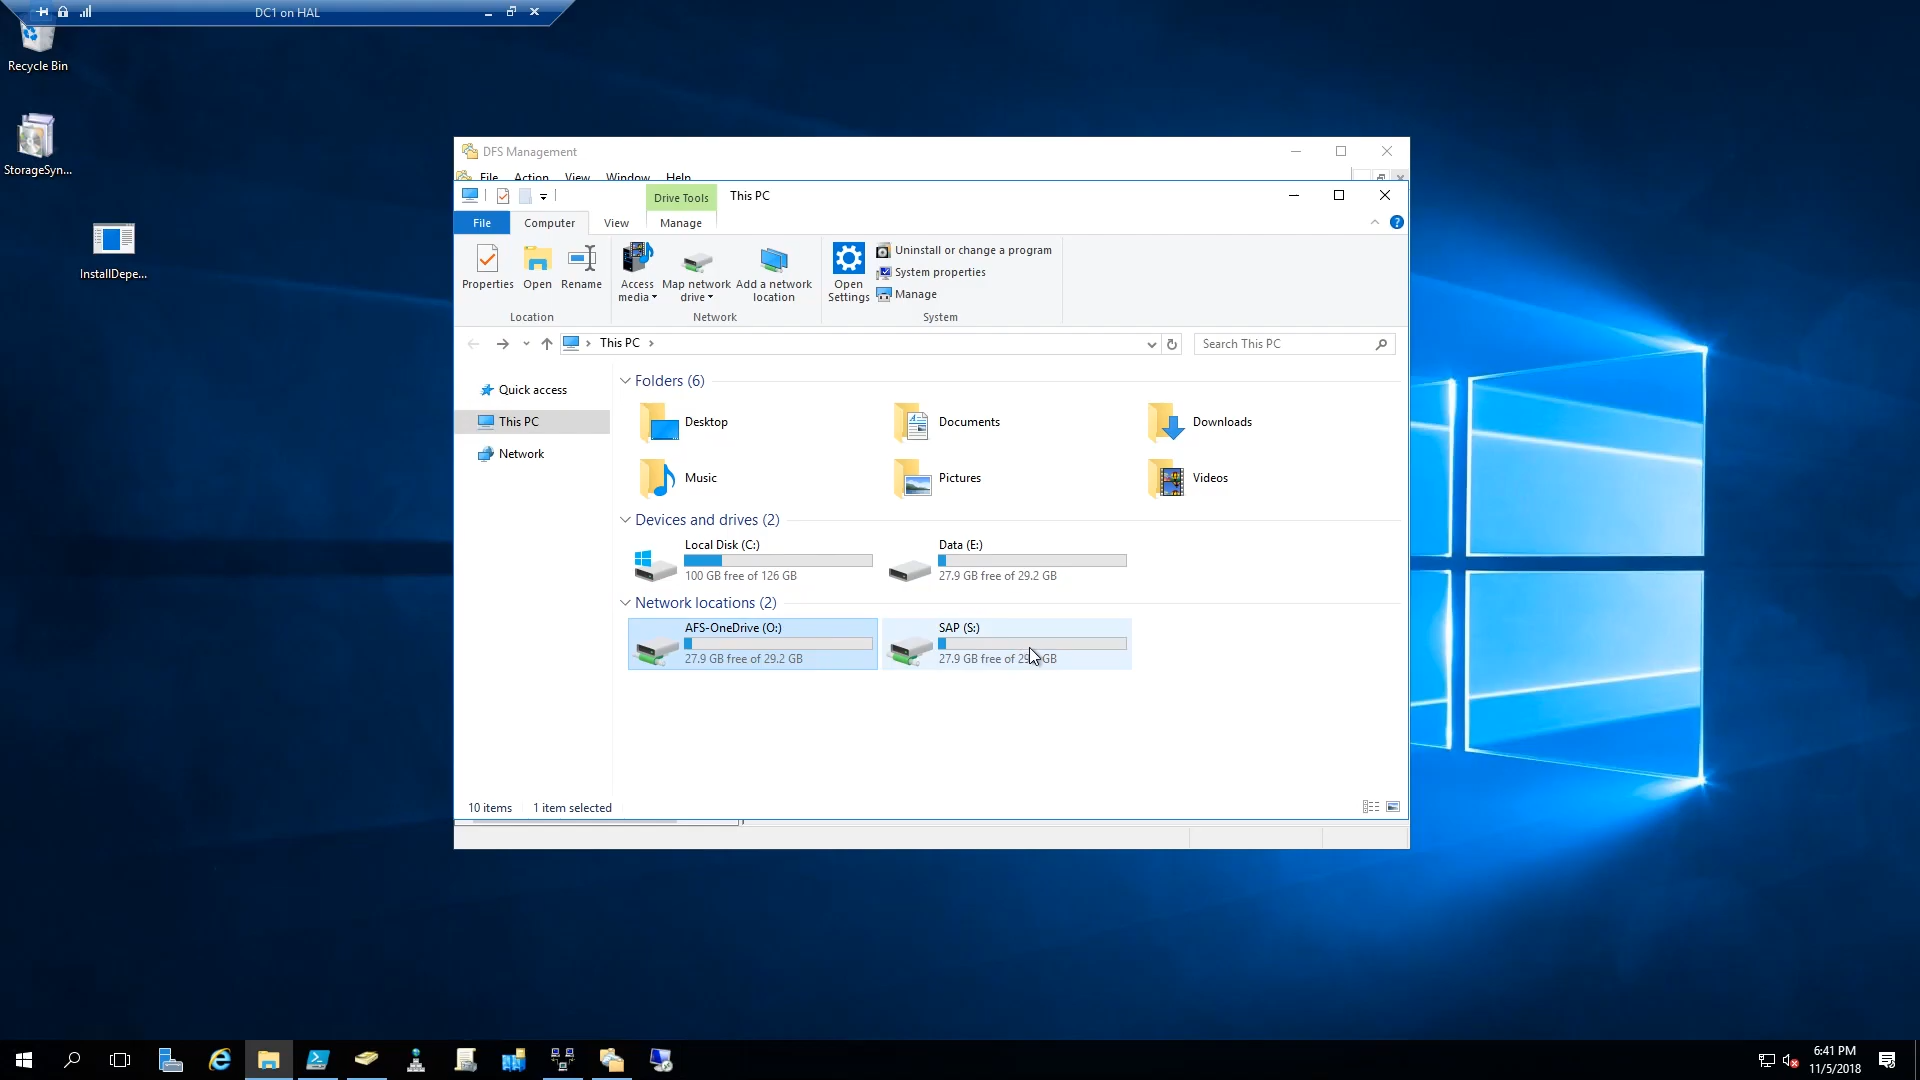 DC1 on HAL
Recycle Bin
StorageSyn...
InstallDepe...
DFS Management
File Action View Window Help
Drive Tools This PC
File Computer View Manage
Properties Open Rename
Access media Map network drive Add a network location
Open Settings
Uninstall or change a program
System properties
Manage
Location Network System
This PC
Search This PC
Quick access
This PC
Network
Folders (6)
Desktop Documents Downloads
Music Pictures Videos
Devices and drives (2)
Local Disk (C:) Data (E:)
100 GB free of 126 GB 27.9 GB free of 29.2 GB
Network locations (2)
AFS-OneDrive (O:) SAP (S:)
27.9 GB free of 29.2 GB 27.9 GB free of GB
10 items 1 item selected
6:41 PM
11/5/2018